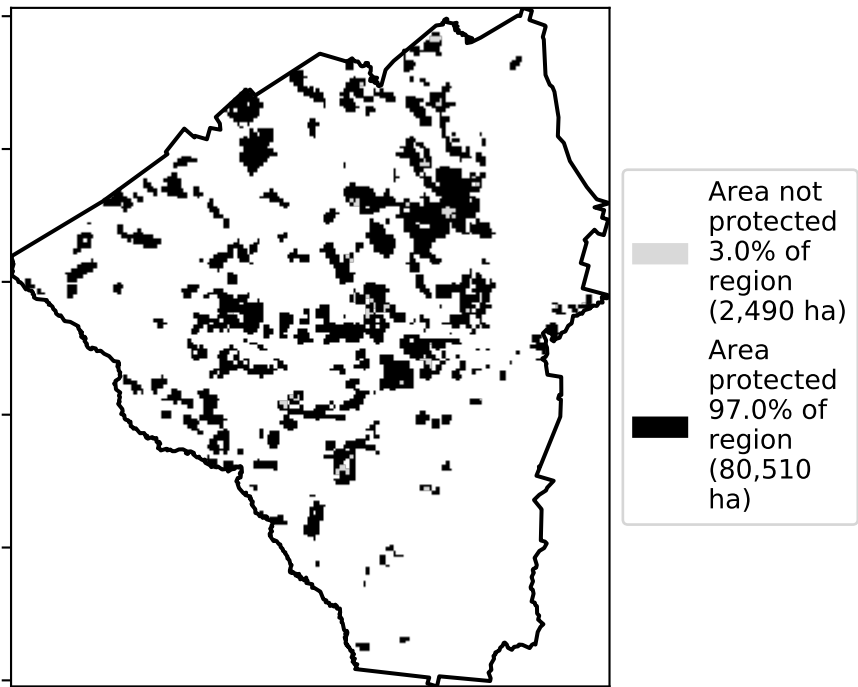 Area not
protected
3.0% of
region
(2,490 ha)
Area
protected
97.0% of
region
(80,510
ha)